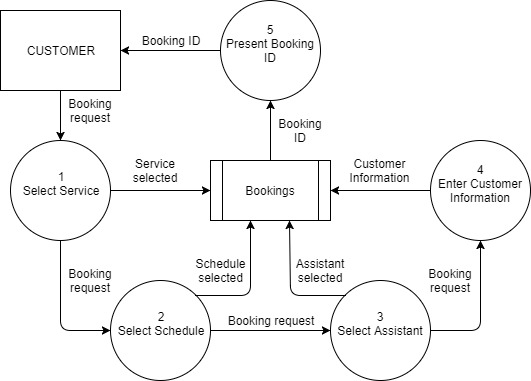 CUSTOMER
Booking ID
5
Present Booking
ID
Booking
request
Booking
ID
1
Select Service
Service
selected
Bookings
Customer
Information
4
Enter Customer
Information
Booking
request
Schedule
selected
Assistant
selected
Booking
request
2
Select Schedule
Booking request
3
Select Assistant